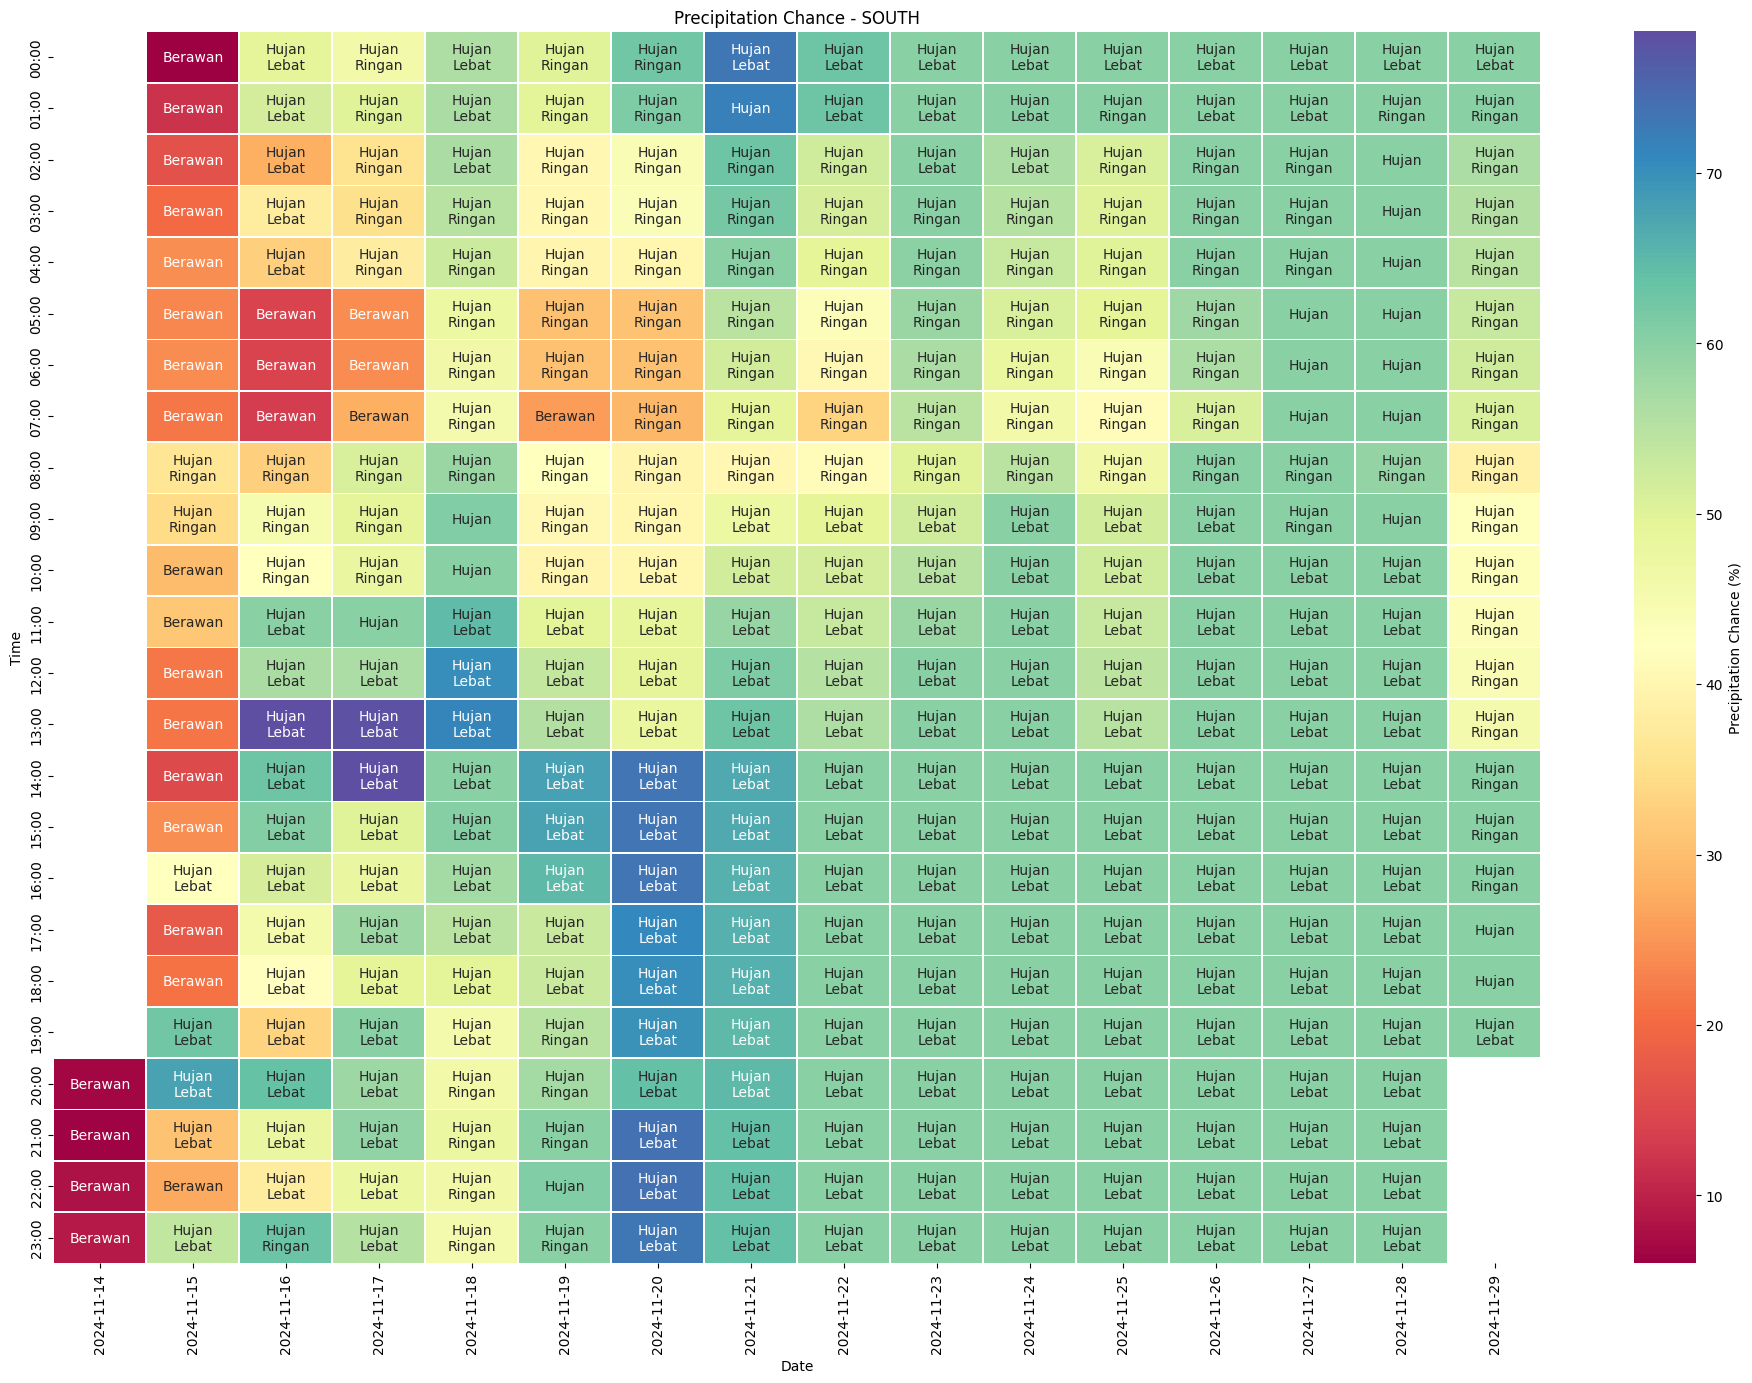 Precipitation Chance - SOUTH
00:00 Berawan Hujan Lebat Hujan Ringan Hujan Lebat Hujan Ringan Hujan Ringan Hujan Lebat Hujan Lebat Hujan Lebat Hujan Lebat Hujan Lebat Hujan Lebat Hujan Lebat Hujan Lebat Hujan Lebat
01:00 Berawan Hujan Lebat Hujan Ringan Hujan Lebat Hujan Ringan Hujan Ringan Hujan Hujan Lebat Hujan Lebat Hujan Lebat Hujan Ringan Hujan Lebat Hujan Lebat Hujan Ringan Hujan Ringan
02:00 Berawan Hujan Lebat Hujan Ringan Hujan Lebat Hujan Ringan Hujan Ringan Hujan Ringan Hujan Ringan Hujan Lebat Hujan Lebat Hujan Ringan Hujan Ringan Hujan Ringan Hujan Hujan Ringan
03:00 Berawan Hujan Lebat Hujan Ringan Hujan Ringan Hujan Ringan Hujan Ringan Hujan Ringan Hujan Ringan Hujan Ringan Hujan Ringan Hujan Ringan Hujan Ringan Hujan Ringan Hujan Hujan Ringan
04:00 Berawan Hujan Lebat Hujan Ringan Hujan Ringan Hujan Ringan Hujan Ringan Hujan Ringan Hujan Ringan Hujan Ringan Hujan Ringan Hujan Ringan Hujan Ringan Hujan Ringan Hujan Hujan Ringan
05:00 Berawan Berawan Berawan Hujan Ringan Hujan Ringan Hujan Ringan Hujan Ringan Hujan Ringan Hujan Ringan Hujan Ringan Hujan Ringan Hujan Ringan Hujan Hujan Hujan Ringan
06:00 Berawan Berawan Berawan Hujan Ringan Hujan Ringan Hujan Ringan Hujan Ringan Hujan Ringan Hujan Ringan Hujan Ringan Hujan Ringan Hujan Ringan Hujan Hujan Hujan Ringan
07:00 Berawan Berawan Berawan Hujan Ringan Berawan Hujan Ringan Hujan Ringan Hujan Ringan Hujan Ringan Hujan Ringan Hujan Ringan Hujan Ringan Hujan Hujan Hujan Ringan
08:00 Hujan Ringan Hujan Ringan Hujan Ringan Hujan Ringan Hujan Ringan Hujan Ringan Hujan Ringan Hujan Ringan Hujan Ringan Hujan Ringan Hujan Ringan Hujan Ringan Hujan Ringan Hujan Ringan Hujan Ringan
09:00 Hujan Ringan Hujan Ringan Hujan Ringan Hujan Hujan Ringan Hujan Ringan Hujan Lebat Hujan Lebat Hujan Lebat Hujan Lebat Hujan Lebat Hujan Lebat Hujan Ringan Hujan Hujan Ringan
10:00 Berawan Hujan Ringan Hujan Ringan Hujan Hujan Ringan Hujan Lebat Hujan Lebat Hujan Lebat Hujan Lebat Hujan Lebat Hujan Lebat Hujan Lebat Hujan Lebat Hujan Lebat Hujan Ringan
11:00 Berawan Hujan Lebat Hujan Hujan Lebat Hujan Lebat Hujan Lebat Hujan Lebat Hujan Lebat Hujan Lebat Hujan Lebat Hujan Lebat Hujan Lebat Hujan Lebat Hujan Lebat Hujan Ringan
12:00 Berawan Hujan Lebat Hujan Lebat Hujan Lebat Hujan Lebat Hujan Lebat Hujan Lebat Hujan Lebat Hujan Lebat Hujan Lebat Hujan Lebat Hujan Lebat Hujan Lebat Hujan Lebat Hujan Ringan
13:00 Berawan Hujan Lebat Hujan Lebat Hujan Lebat Hujan Lebat Hujan Lebat Hujan Lebat Hujan Lebat Hujan Lebat Hujan Lebat Hujan Lebat Hujan Lebat Hujan Lebat Hujan Lebat Hujan Ringan
14:00 Berawan Hujan Lebat Hujan Lebat Hujan Lebat Hujan Lebat Hujan Lebat Hujan Lebat Hujan Lebat Hujan Lebat Hujan Lebat Hujan Lebat Hujan Lebat Hujan Lebat Hujan Lebat Hujan Ringan
15:00 Berawan Hujan Lebat Hujan Lebat Hujan Lebat Hujan Lebat Hujan Lebat Hujan Lebat Hujan Lebat Hujan Lebat Hujan Lebat Hujan Lebat Hujan Lebat Hujan Lebat Hujan Lebat Hujan Ringan
16:00 Hujan Lebat Hujan Lebat Hujan Lebat Hujan Lebat Hujan Lebat Hujan Lebat Hujan Lebat Hujan Lebat Hujan Lebat Hujan Lebat Hujan Lebat Hujan Lebat Hujan Lebat Hujan Lebat Hujan Ringan
17:00 Berawan Hujan Lebat Hujan Lebat Hujan Lebat Hujan Lebat Hujan Lebat Hujan Lebat Hujan Lebat Hujan Lebat Hujan Lebat Hujan Lebat Hujan Lebat Hujan Lebat Hujan Lebat Hujan
18:00 Berawan Hujan Lebat Hujan Lebat Hujan Lebat Hujan Lebat Hujan Lebat Hujan Lebat Hujan Lebat Hujan Lebat Hujan Lebat Hujan Lebat Hujan Lebat Hujan Lebat Hujan Lebat Hujan
19:00 Hujan Lebat Hujan Lebat Hujan Lebat Hujan Lebat Hujan Ringan Hujan Lebat Hujan Lebat Hujan Lebat Hujan Lebat Hujan Lebat Hujan Lebat Hujan Lebat Hujan Lebat Hujan Lebat Hujan Lebat
20:00 Berawan Hujan Lebat Hujan Lebat Hujan Lebat Hujan Ringan Hujan Ringan Hujan Lebat Hujan Lebat Hujan Lebat Hujan Lebat Hujan Lebat Hujan Lebat Hujan Lebat Hujan Lebat Hujan Lebat
21:00 Berawan Hujan Lebat Hujan Lebat Hujan Lebat Hujan Ringan Hujan Ringan Hujan Lebat Hujan Lebat Hujan Lebat Hujan Lebat Hujan Lebat Hujan Lebat Hujan Lebat Hujan Lebat Hujan Lebat
22:00 Berawan Berawan Hujan Lebat Hujan Lebat Hujan Ringan Hujan Hujan Lebat Hujan Lebat Hujan Lebat Hujan Lebat Hujan Lebat Hujan Lebat Hujan Lebat Hujan Lebat Hujan Lebat
23:00 Berawan Hujan Lebat Hujan Ringan Hujan Lebat Hujan Ringan Hujan Ringan Hujan Lebat Hujan Lebat Hujan Lebat Hujan Lebat Hujan Lebat Hujan Lebat Hujan Lebat Hujan Lebat Hujan Lebat
2024-11-14 2024-11-15 2024-11-16 2024-11-17 2024-11-18 2024-11-19 2024-11-20 2024-11-21 2024-11-22 2024-11-23 2024-11-24 2024-11-25 2024-11-26 2024-11-27 2024-11-28 2024-11-29
Date
Time
70
60
50
40
30
20
10
Precipitation Chance (%)